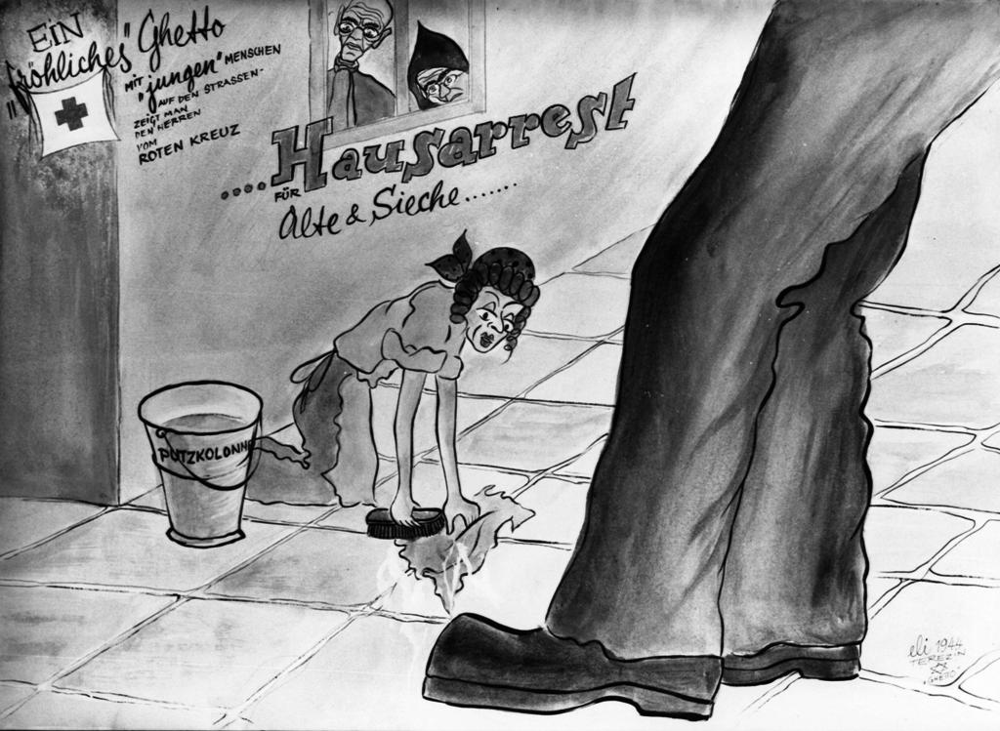 EIN
"fröhliches" Ghetto
MIT "jungen" MENSCHEN
AUF DEN STRASSEN-
ZEIGT MAN
DEN HERREN
VOM
ROTEN KREUZ
....Hausarrest
FÜR
Alte & Sieche.......
PUTZKOLONNE
eli 1944
TEREZIN
"GHETTO"